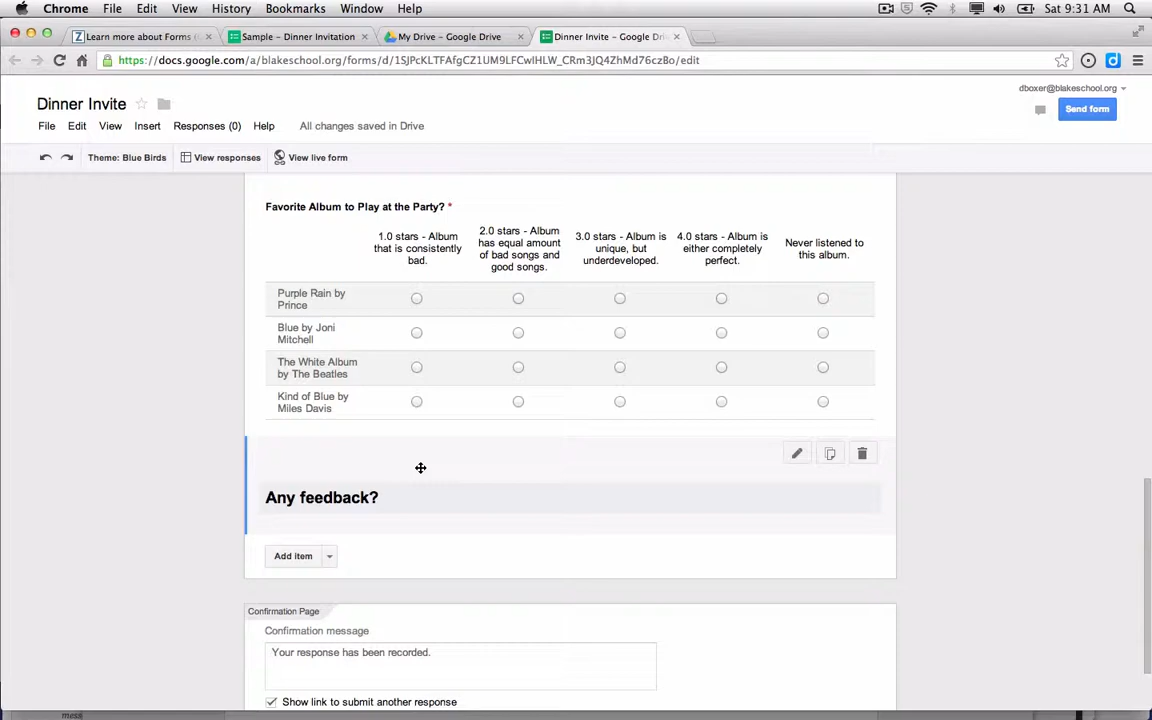 Chrome File Edit View History Bookmarks Window Help Sat 9:31 AM
Learn more about Forms ( × Sample – Dinner Invitation × My Drive – Google Drive × Dinner Invite – Google Dri ×
https://docs.google.com/a/blakeschool.org/forms/d/1SJPcKLTFAfgCZ1UM9LFCwIHLW_CRm3JQ4ZhMd76czBo/edit
dboxer@blakeschool.org
Dinner Invite
Send form
File Edit View Insert Responses (0) Help All changes saved in Drive
Theme: Blue Birds View responses View live form
Favorite Album to Play at the Party? *
1.0 stars - Album
that is consistently
bad.
2.0 stars - Album
has equal amount
of bad songs and
good songs.
3.0 stars - Album is
unique, but
underdeveloped.
4.0 stars - Album is
either completely
perfect.
Never listened to
this album.
Purple Rain by
Prince
Blue by Joni
Mitchell
The White Album
by The Beatles
Kind of Blue by
Miles Davis
Any feedback?
Add item
Confirmation Page
Confirmation message
Your response has been recorded.
Show link to submit another response
mess